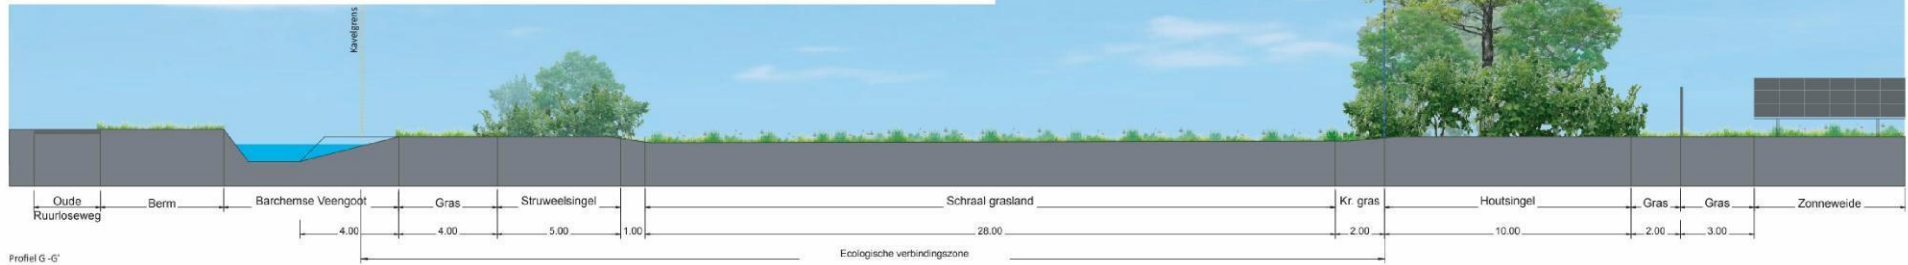 Kavelgrens
Oude
Ruurloseweg
Berm
Barchemse Veengoot
Gras
Struweelsingel
Schraal grasland
Kr. gras
Houtsingel
Gras
Gras
Zonneweide
4.00
4.00
5.00
1.00
28.00
2.00
10.00
2.00
3.00
Ecologische verbindingszone
Profiel G -G'